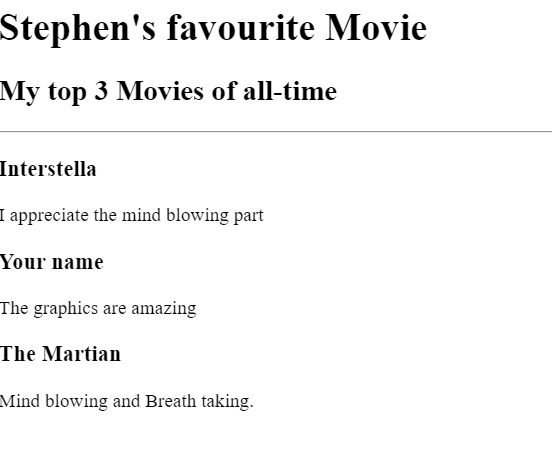 Stephen's favourite Movie
My top 3 Movies of all-time
Interstella
I appreciate the mind blowing part
Your name
The graphics are amazing
The Martian
Mind blowing and Breath taking.